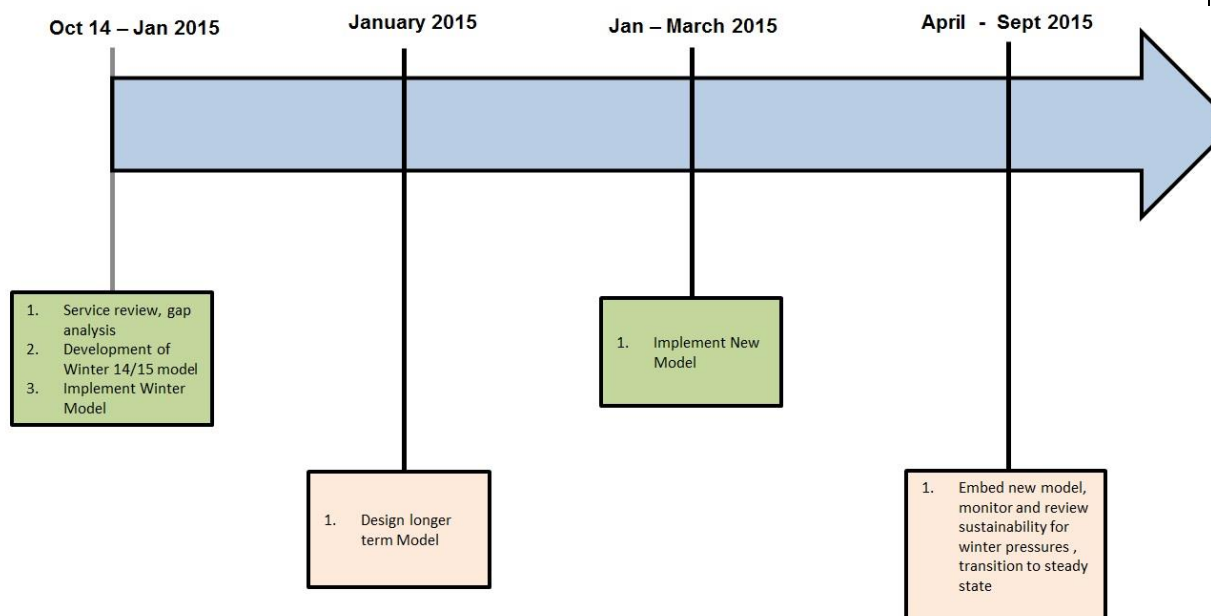 Oct 14 – Jan 2015
January 2015
Jan – March 2015
April - Sept 2015
1. Service review, gap
analysis
2. Development of
Winter 14/15 model
3. Implement Winter
Model
1. Design longer
term Model
1. Implement New
Model
1. Embed new model,
monitor and review
sustainability for
winter pressures ,
transition to steady
state